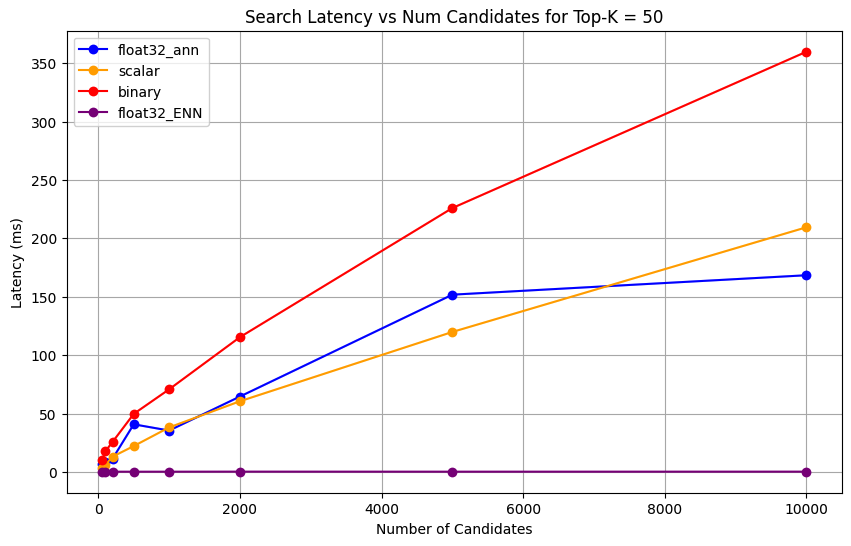 Search Latency vs Num Candidates for Top-K = 50
float32_ann
scalar
binary
float32_ENN
350
300
250
200
150
100
50
0
Latency (ms)
0 2000 4000 6000 8000 10000
Number of Candidates